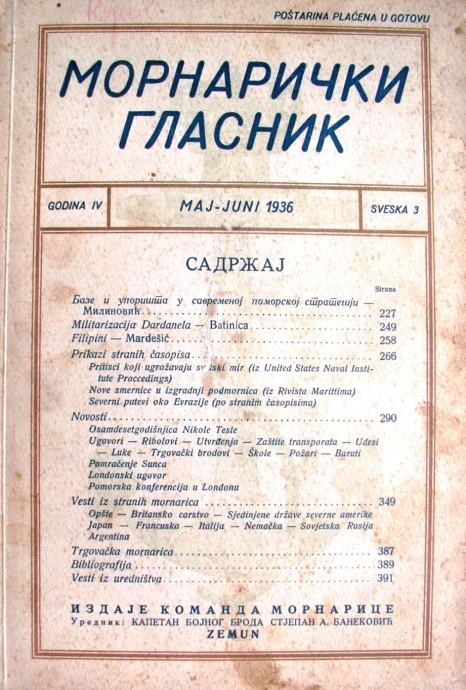 POŠTARINA PLAĆENA U GOTOVU
МОРНАРИЧКИ
ГЛАСНИК
GODINA IV
MAJ-JUNI 1936
SVESKA 3
САДРЖАЈ
Strana
Базе и упоришта у савременој поморској стратегији —
Милиновић 227
Militarizacija Dardanela — Batinica 249
Filipini — Mardešić 258
Prikazi stranih časopisa 266
Pritisci koji ugrožavaju svetski mir (iz United States Naval Insti-
tute Proccedings)
Nove smernice u izgradnji podmornica (iz Rivista Marittima)
Severni putevi oko Evrazije (po stranim časopisima)
Novosti 290
Osamdesetgodišnjica Nikole Tesle
Ugovori — Ribolovi — Utvrđenja — Zaštite transporata — Udesi
— Luke — Trgovački brodovi — Škole — Požari — Baruti
Pomračenje Sunca
Londonski ugovor
Pomorska konferencija u Londonu
Vesti iz stranih mornarica 349
Opšte — Britansko carstvo — Sjedinjene države severne amerike
Japan — Francuska — Italija — Nemačka — Sovjetska Rusija
Argentina
Trgovačka mornarica 387
Bibliografija 389
Vesti iz uredništva 391
ИЗДАЈЕ КОМАНДА МОРНАРИЦЕ
Уредник: КАПЕТАН БОЈНОГ БРОДА СТЈЕПАН А. БАНЕКОВИЋ
ZEMUN